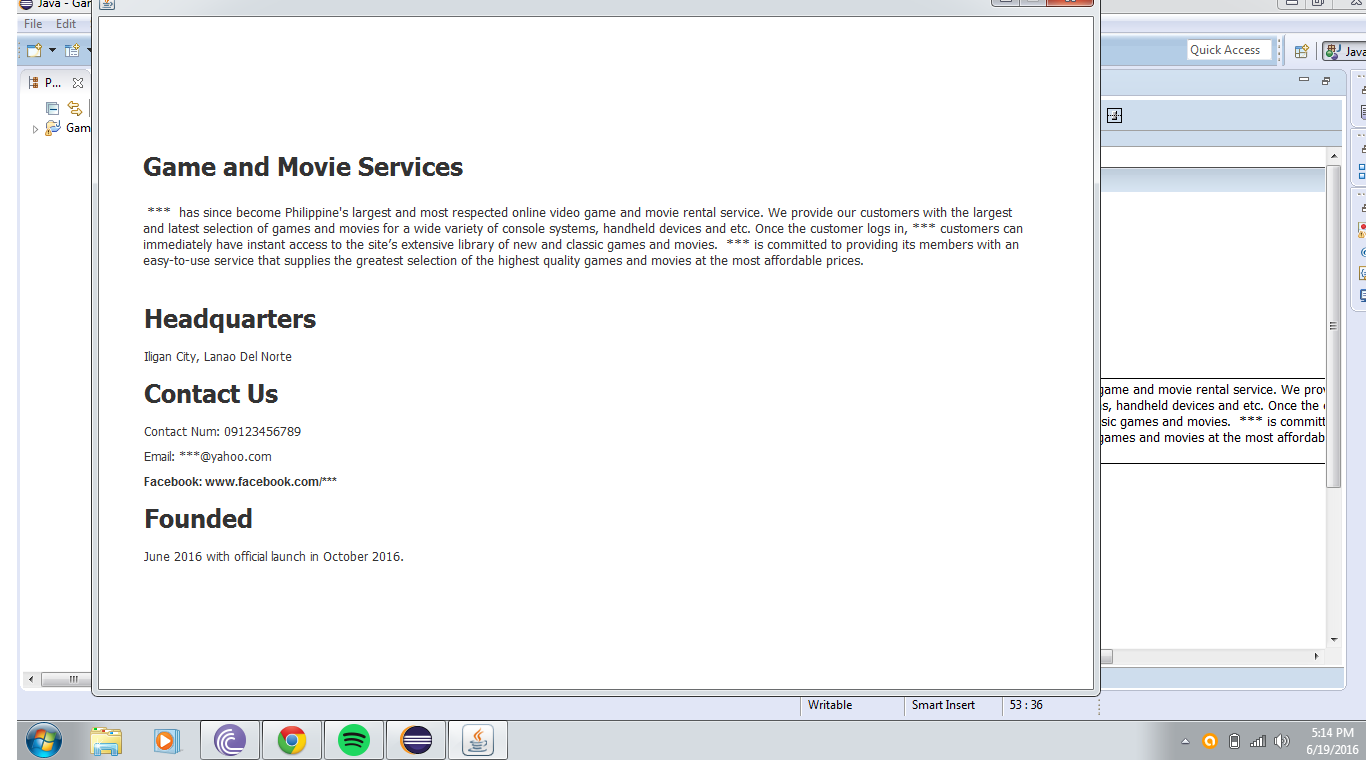 Java - Gar
File Edit
Quick Access
Java
P...
Gam
Game and Movie Services
*** has since become Philippine's largest and most respected online video game and movie rental service. We provide our customers with the largest
and latest selection of games and movies for a wide variety of console systems, handheld devices and etc. Once the customer logs in, *** customers can
immediately have instant access to the site’s extensive library of new and classic games and movies. *** is committed to providing its members with an
easy-to-use service that supplies the greatest selection of the highest quality games and movies at the most affordable prices.
Headquarters
Iligan City, Lanao Del Norte
Contact Us
Contact Num: 09123456789
Email: ***@yahoo.com
Facebook: www.facebook.com/***
Founded
June 2016 with official launch in October 2016.
game and movie rental service. We prov
s, handheld devices and etc. Once the
sic games and movies. *** is committ
games and movies at the most affordab
Writable
Smart Insert
53 : 36
5:14 PM
6/19/2016